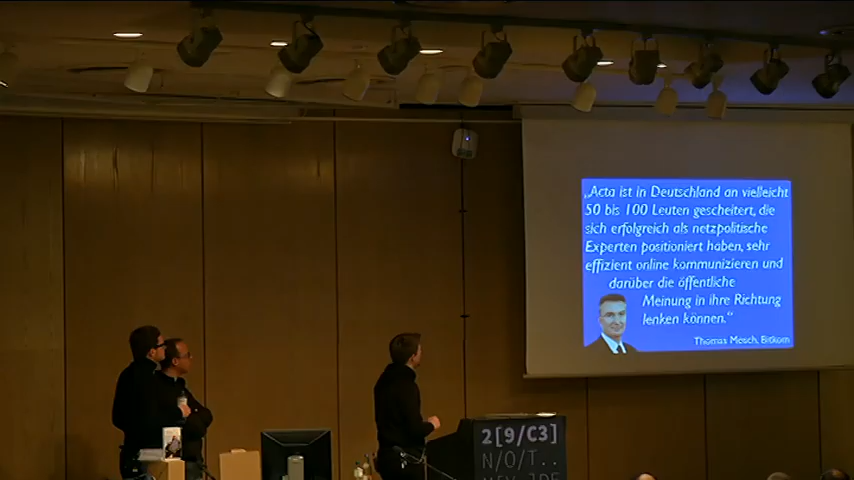 „Acta ist in Deutschland an vielleicht
50 bis 100 Leuten gescheitert, die
sich erfolgreich als netzpolitische
Experten positioniert haben, sehr
effizient online kommunizieren und
darüber die öffentliche
Meinung in ihre Richtung
lenken können.“
Thomas Mosch, Bitkom
2[9/C3]
N/O/T..